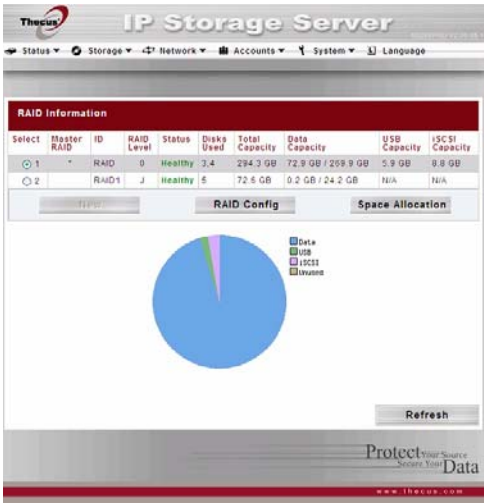 Thecus
IP Storage Server
Status Storage Network Accounts System Language
RAID Information
Select Master RAID ID RAID Level Status Disks Used Total Capacity Data Capacity USB Capacity iSCSI Capacity
1 * RAID 0 Healthy 3,4 294.3 GB 72.9 GB / 269.9 GB 5.9 GB 8.8 GB
2 RAID1 J Healthy 5 72.6 GB 0.2 GB / 24.2 GB N/A N/A
New RAID Config Space Allocation
Data
USB
iSCSI
Unused
Refresh
Protect Your Source
Secure Your Data
www.thecus.com